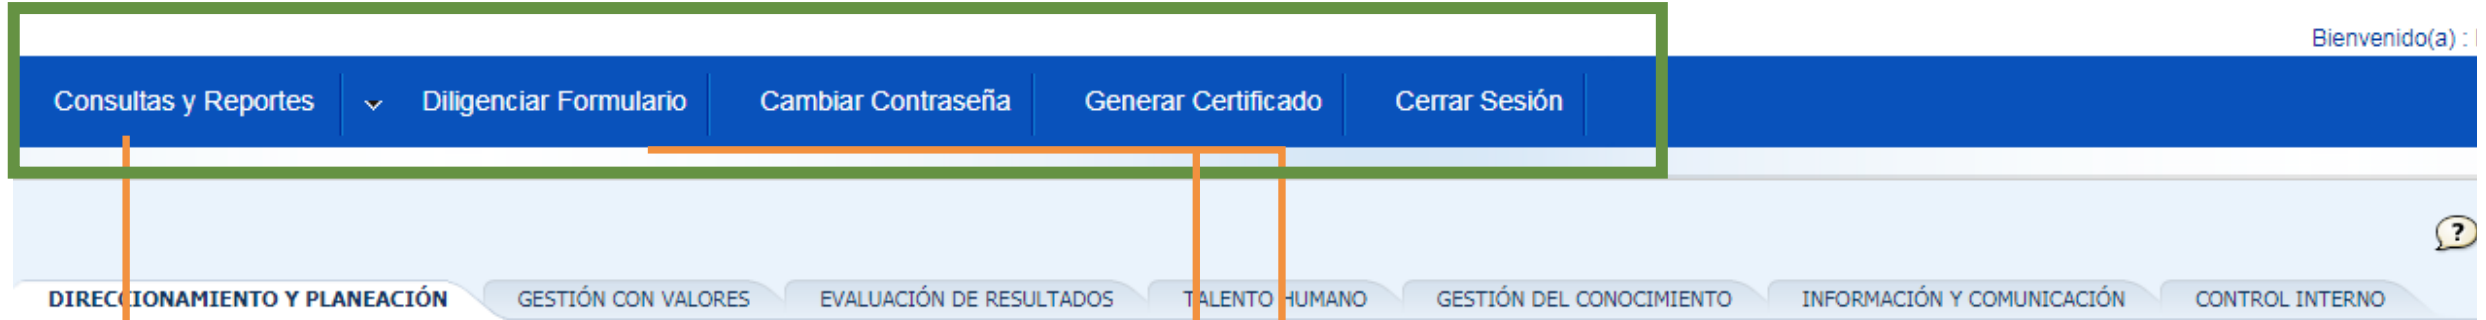 Bienvenido(a) :
Consultas y Reportes Diligenciar Formulario Cambiar Contraseña Generar Certificado Cerrar Sesión
?
DIRECCIONAMIENTO Y PLANEACIÓN GESTIÓN CON VALORES EVALUACIÓN DE RESULTADOS TALENTO HUMANO GESTIÓN DEL CONOCIMIENTO INFORMACIÓN Y COMUNICACIÓN CONTROL INTERNO